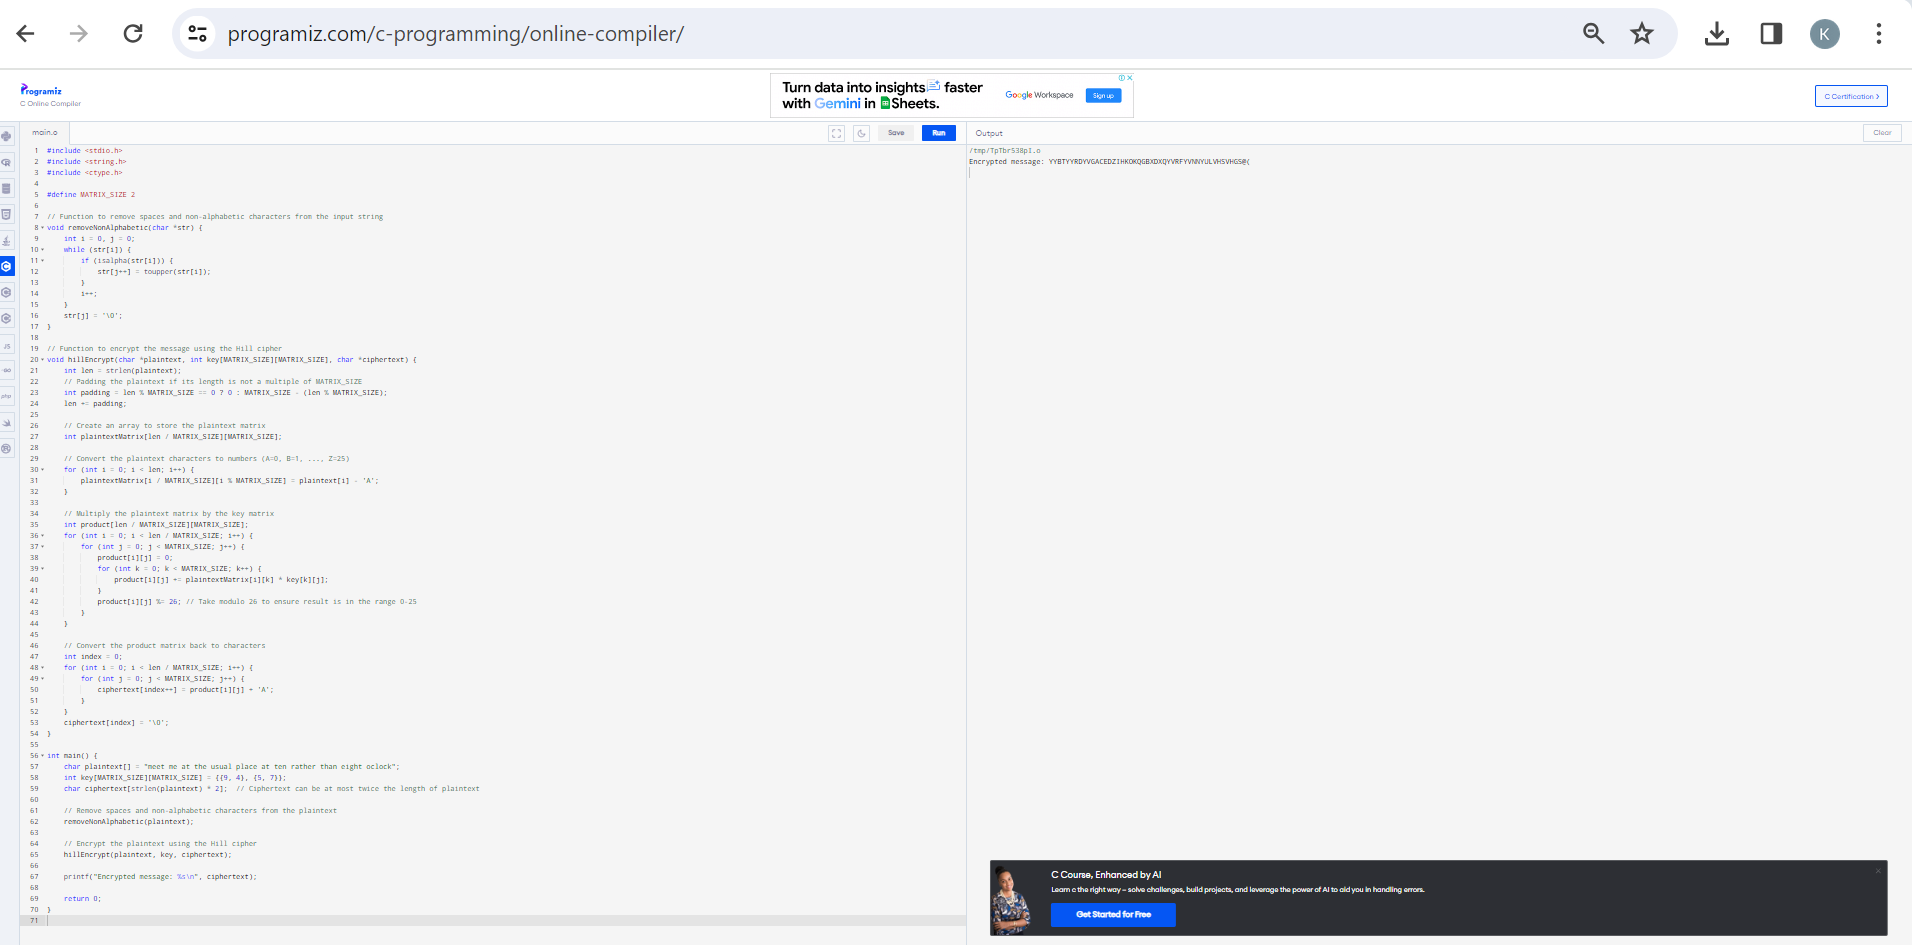 programiz.com/c-programming/online-compiler/
K
Programiz
C Online Compiler
Turn data into insights faster
with Gemini in Sheets.
Google Workspace
Sign up
C Certification >
main.c
Save
Run
Output
Clear
1 #include <stdio.h>
2 #include <string.h>
3 #include <ctype.h>
4
5 #define MATRIX_SIZE 2
6
7 // Function to remove spaces and non-alphabetic characters from the input string
8 void removeNonAlphabetic(char *str) {
9 int i = 0, j = 0;
10 while (str[i]) {
11 if (isalpha(str[i])) {
12 str[j++] = toupper(str[i]);
13 }
14 i++;
15 }
16 str[j] = '\0';
17 }
18
19 // Function to encrypt the message using the Hill cipher
20 void hillEncrypt(char *plaintext, int key[MATRIX_SIZE][MATRIX_SIZE], char *ciphertext) {
21 int len = strlen(plaintext);
22 // Padding the plaintext if its length is not a multiple of MATRIX_SIZE
23 int padding = len % MATRIX_SIZE == 0 ? 0 : MATRIX_SIZE - (len % MATRIX_SIZE);
24 len += padding;
25
26 // Create an array to store the plaintext matrix
27 int plaintextMatrix[len / MATRIX_SIZE][MATRIX_SIZE];
28
29 // Convert the plaintext characters to numbers (A=0, B=1, ..., Z=25)
30 for (int i = 0; i < len; i++) {
31 plaintextMatrix[i / MATRIX_SIZE][i % MATRIX_SIZE] = plaintext[i] - 'A';
32 }
33
34 // Multiply the plaintext matrix by the key matrix
35 int product[len / MATRIX_SIZE][MATRIX_SIZE];
36 for (int i = 0; i < len / MATRIX_SIZE; i++) {
37 for (int j = 0; j < MATRIX_SIZE; j++) {
38 product[i][j] = 0;
39 for (int k = 0; k < MATRIX_SIZE; k++) {
40 product[i][j] += plaintextMatrix[i][k] * key[k][j];
41 }
42 product[i][j] %= 26; // Take modulo 26 to ensure result is in the range 0-25
43 }
44 }
45
46 // Convert the product matrix back to characters
47 int index = 0;
48 for (int i = 0; i < len / MATRIX_SIZE; i++) {
49 for (int j = 0; j < MATRIX_SIZE; j++) {
50 ciphertext[index++] = product[i][j] + 'A';
51 }
52 }
53 ciphertext[index] = '\0';
54 }
55
56 int main() {
57 char plaintext[] = "meet me at the usual place at ten rather than eight oclock";
58 int key[MATRIX_SIZE][MATRIX_SIZE] = {{9, 4}, {5, 7}};
59 char ciphertext[strlen(plaintext) * 2]; // Ciphertext can be at most twice the length of plaintext
60
61 // Remove spaces and non-alphabetic characters from the plaintext
62 removeNonAlphabetic(plaintext);
63
64 // Encrypt the plaintext using the Hill cipher
65 hillEncrypt(plaintext, key, ciphertext);
66
67 printf("Encrypted message: %s\n", ciphertext);
68
69 return 0;
70 }
71
/tmp/TpTbr538pI.o
Encrypted message: YYBTYYRDYVGACEDZIHKOKQGBXDXQYVRFYVNNYULVHSVHGS@(
JS
GO
php
C Course, Enhanced by AI
Learn c the right way – solve challenges, build projects, and leverage the power of AI to aid you in handling errors.
Get Started for Free